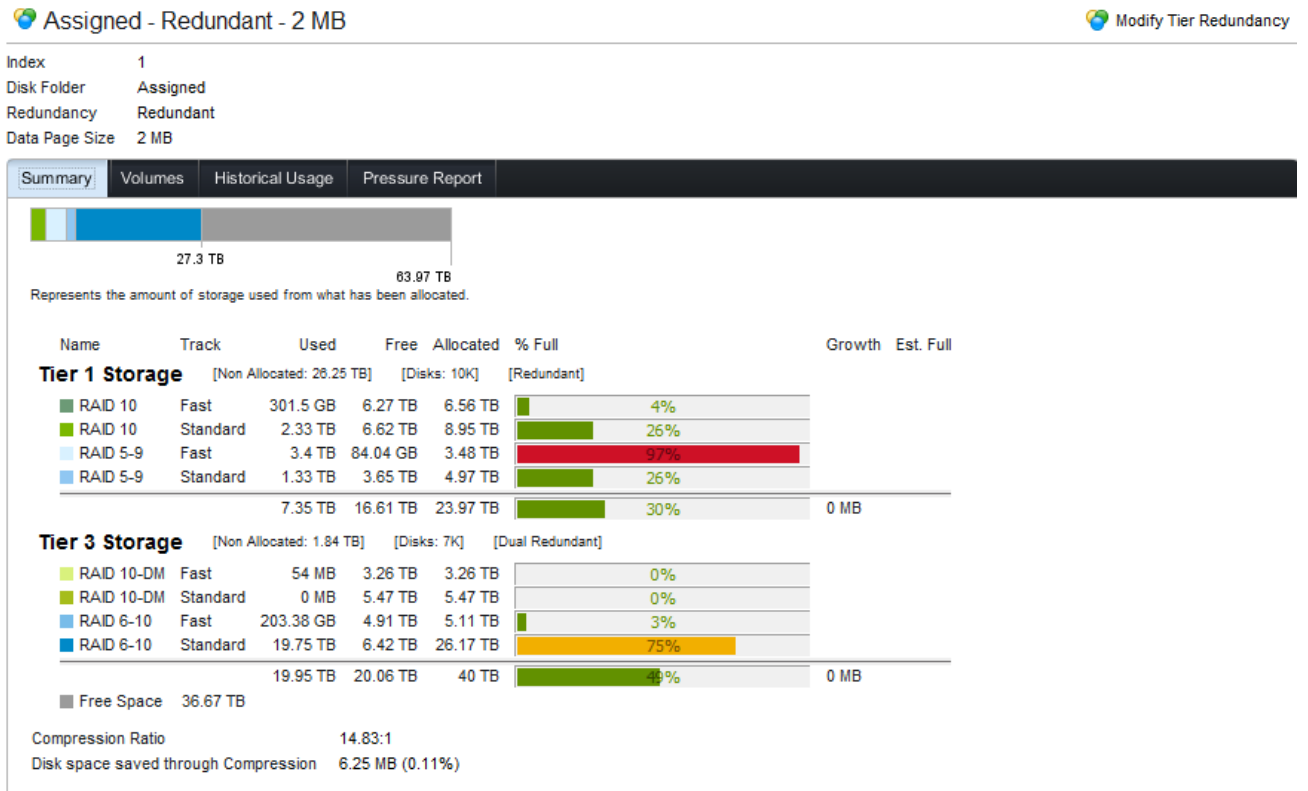 Assigned - Redundant - 2 MB Modify Tier Redundancy
Index 1
Disk Folder Assigned
Redundancy Redundant
Data Page Size 2 MB
Summary Volumes Historical Usage Pressure Report
27.3 TB
63.97 TB
Represents the amount of storage used from what has been allocated.
Name Track Used Free Allocated % Full Growth Est. Full
Tier 1 Storage [Non Allocated: 26.25 TB] [Disks: 10K] [Redundant]
RAID 10 Fast 301.5 GB 6.27 TB 6.56 TB 4%
RAID 10 Standard 2.33 TB 6.62 TB 8.95 TB 26%
RAID 5-9 Fast 3.4 TB 84.04 GB 3.48 TB 97%
RAID 5-9 Standard 1.33 TB 3.65 TB 4.97 TB 26%
7.35 TB 16.61 TB 23.97 TB 30% 0 MB
Tier 3 Storage [Non Allocated: 1.84 TB] [Disks: 7K] [Dual Redundant]
RAID 10-DM Fast 54 MB 3.26 TB 3.26 TB 0%
RAID 10-DM Standard 0 MB 5.47 TB 5.47 TB 0%
RAID 6-10 Fast 203.38 GB 4.91 TB 5.11 TB 3%
RAID 6-10 Standard 19.75 TB 6.42 TB 26.17 TB 75%
19.95 TB 20.06 TB 40 TB 49% 0 MB
Free Space 36.67 TB
Compression Ratio 14.83:1
Disk space saved through Compression 6.25 MB (0.11%)